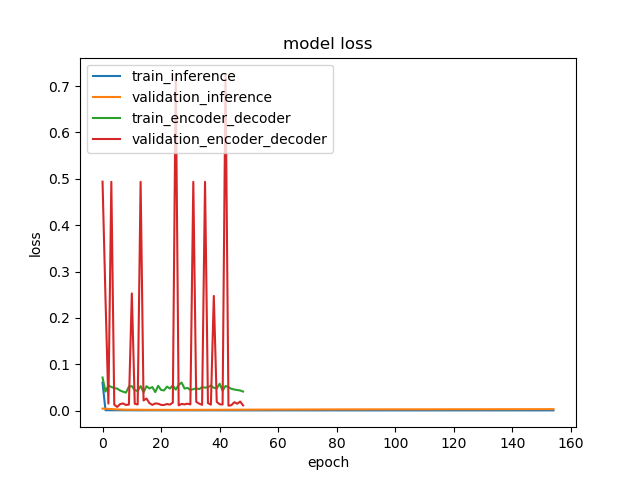 model loss
train_inference
validation_inference
train_encoder_decoder
validation_encoder_decoder
loss
0.7
0.6
0.5
0.4
0.3
0.2
0.1
0.0
0 20 40 60 80 100 120 140 160
epoch